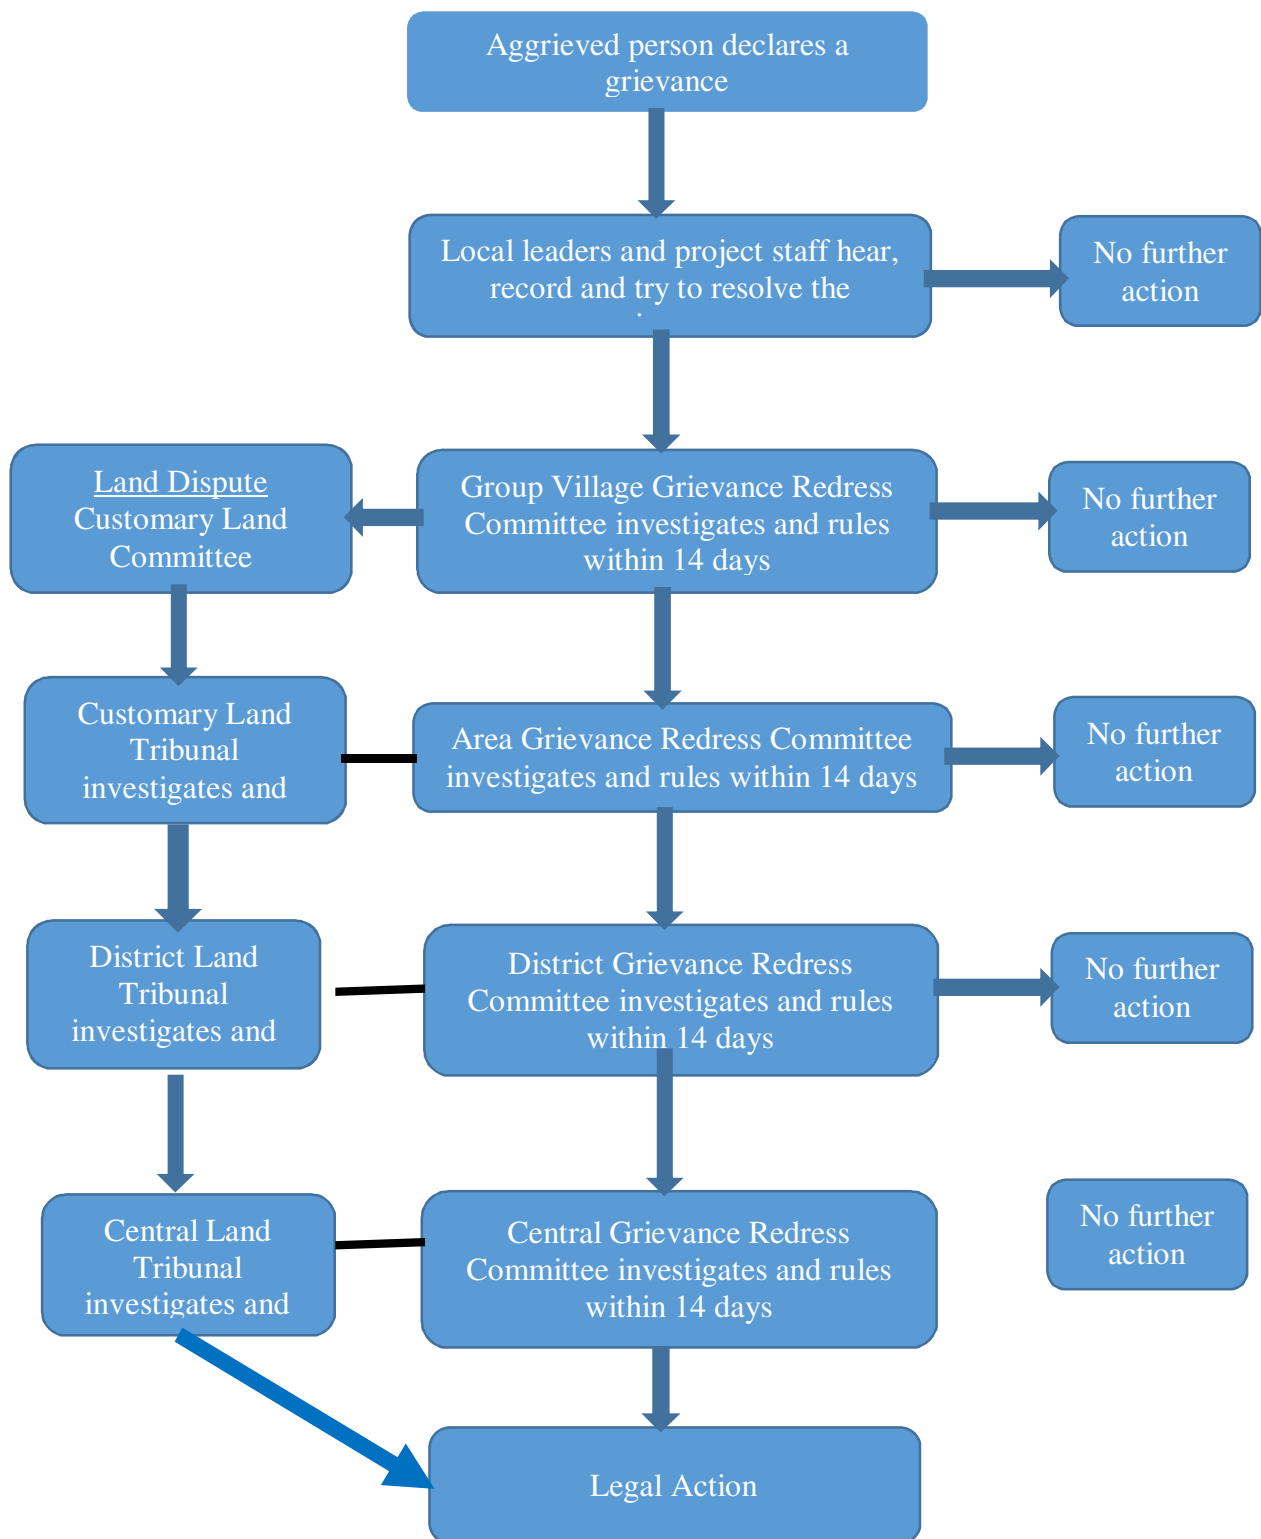 Aggrieved person declares a
grievance
Local leaders and project staff hear,
record and try to resolve the
No further
action
Land Dispute
Customary Land
Committee
Group Village Grievance Redress
Committee investigates and rules
within 14 days
No further
action
Customary Land
Tribunal
investigates and
Area Grievance Redress Committee
investigates and rules within 14 days
No further
action
District Land
Tribunal
investigates and
District Grievance Redress
Committee investigates and rules
within 14 days
No further
action
Central Land
Tribunal
investigates and
Central Grievance Redress
Committee investigates and rules
within 14 days
No further
action
Legal Action